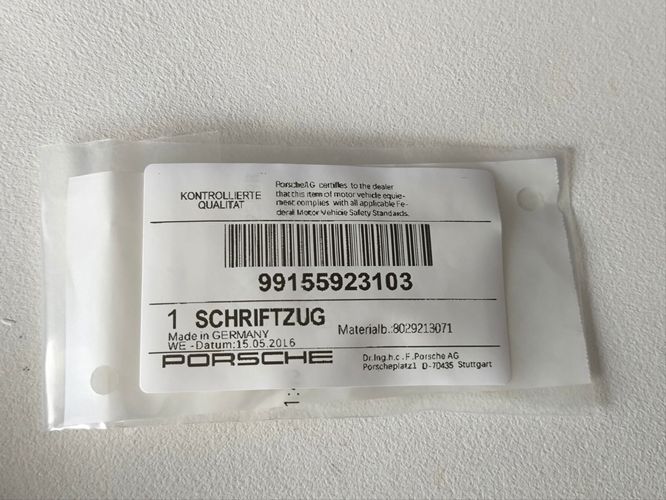 KONTROLLIERTE
QUALITAT
PorscheAG certifies to the dealer
that this item of motor vehicle equie-
ment complies with all applicable Fe-
deral Motor Vehicle Safety Standards.
99155923103
1 SCHRIFTZUG
Made in GERMANY
Materialb.:8029213071
WE -Datum:15.05.2016
PORSCHE
Dr.Ing.h.c.F.Porsche AG
Porscheplatz1 D-70435 Stuttgart